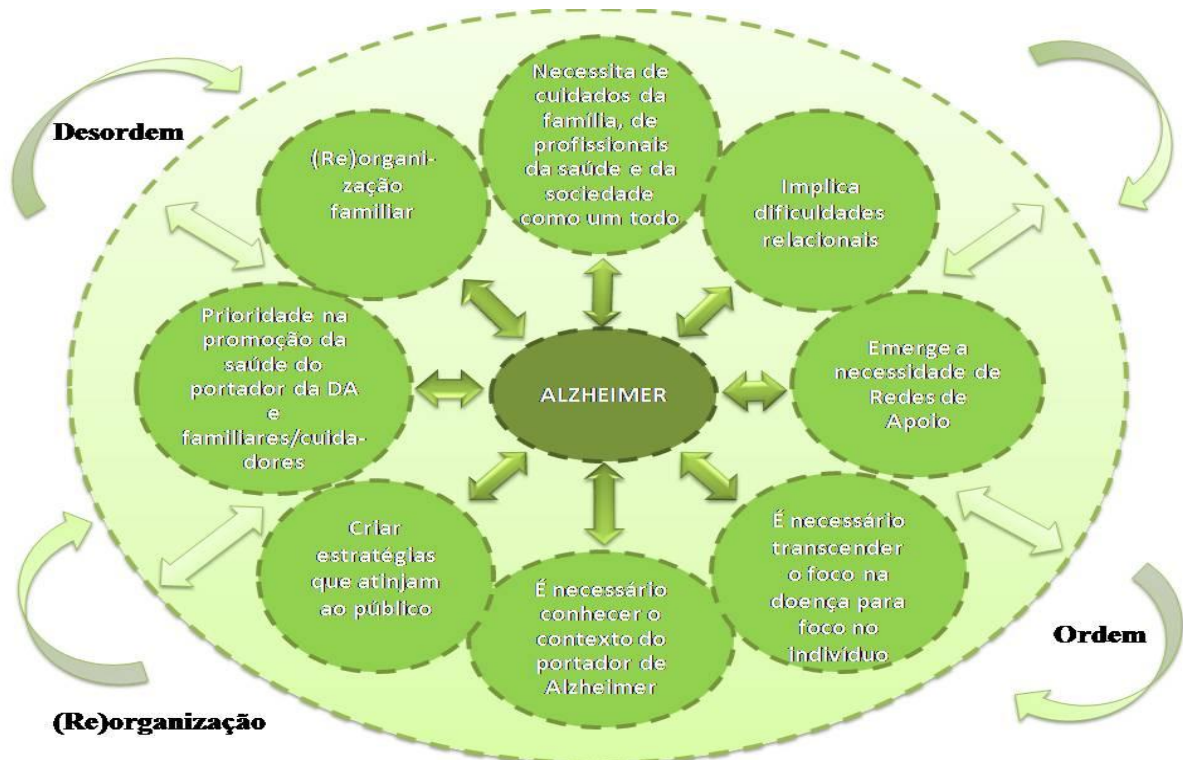 Desordem
Necessita de
cuidados da
família, de
profissionais
da saúde e da
sociedade
como um todo
(Re)organi-
zação
familiar
Implica
dificuldades
relacionais
Prioridade na
promoção da
saúde do
portador da DA
e
familiares/cuida-
dores
ALZHEIMER
Emerge a
necessidade de
Redes de
Apoio
Criar
estratégias
que atinjam
ao público
É necessário
conhecer o
contexto do
portador de
Alzheimer
É necessário
transcender
o foco na
doença para
foco no
indivíduo
Ordem
(Re)organização